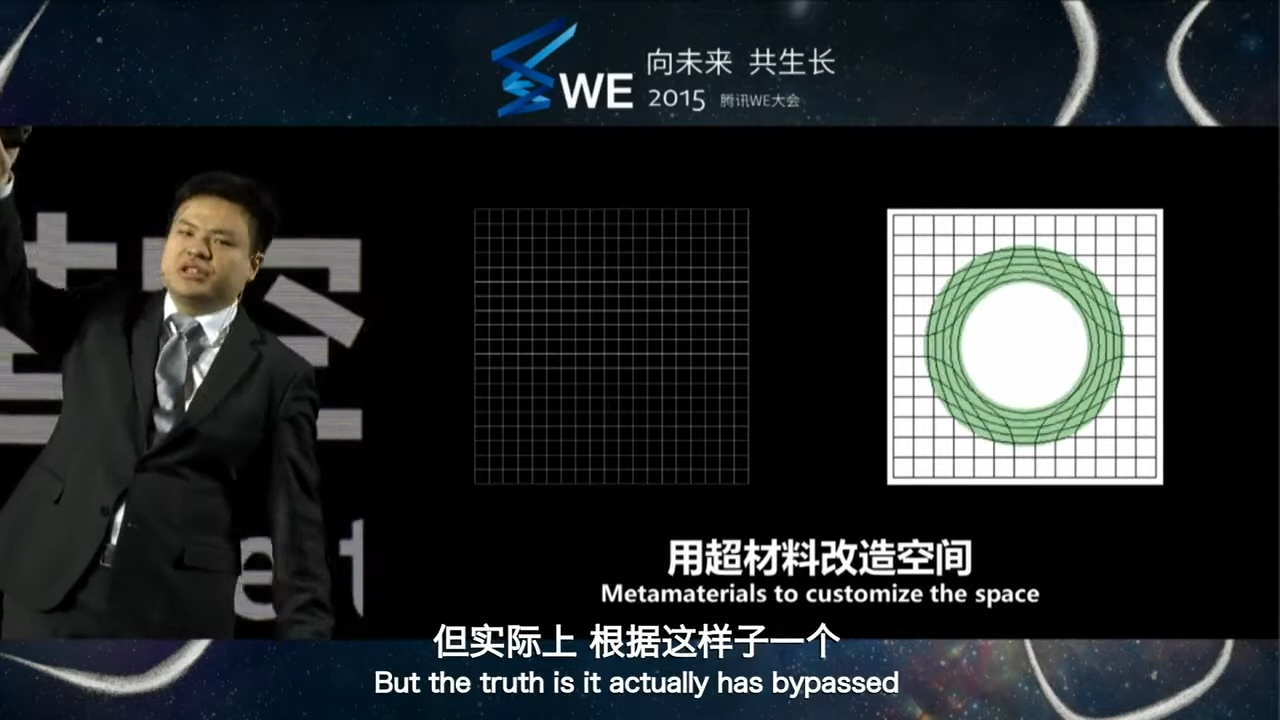 WE
向未来 共生长
2015 腾讯WE大会
用超材料改造空间
Metamaterials to customize the space
但实际上 根据这样子一个
But the truth is it actually has bypassed